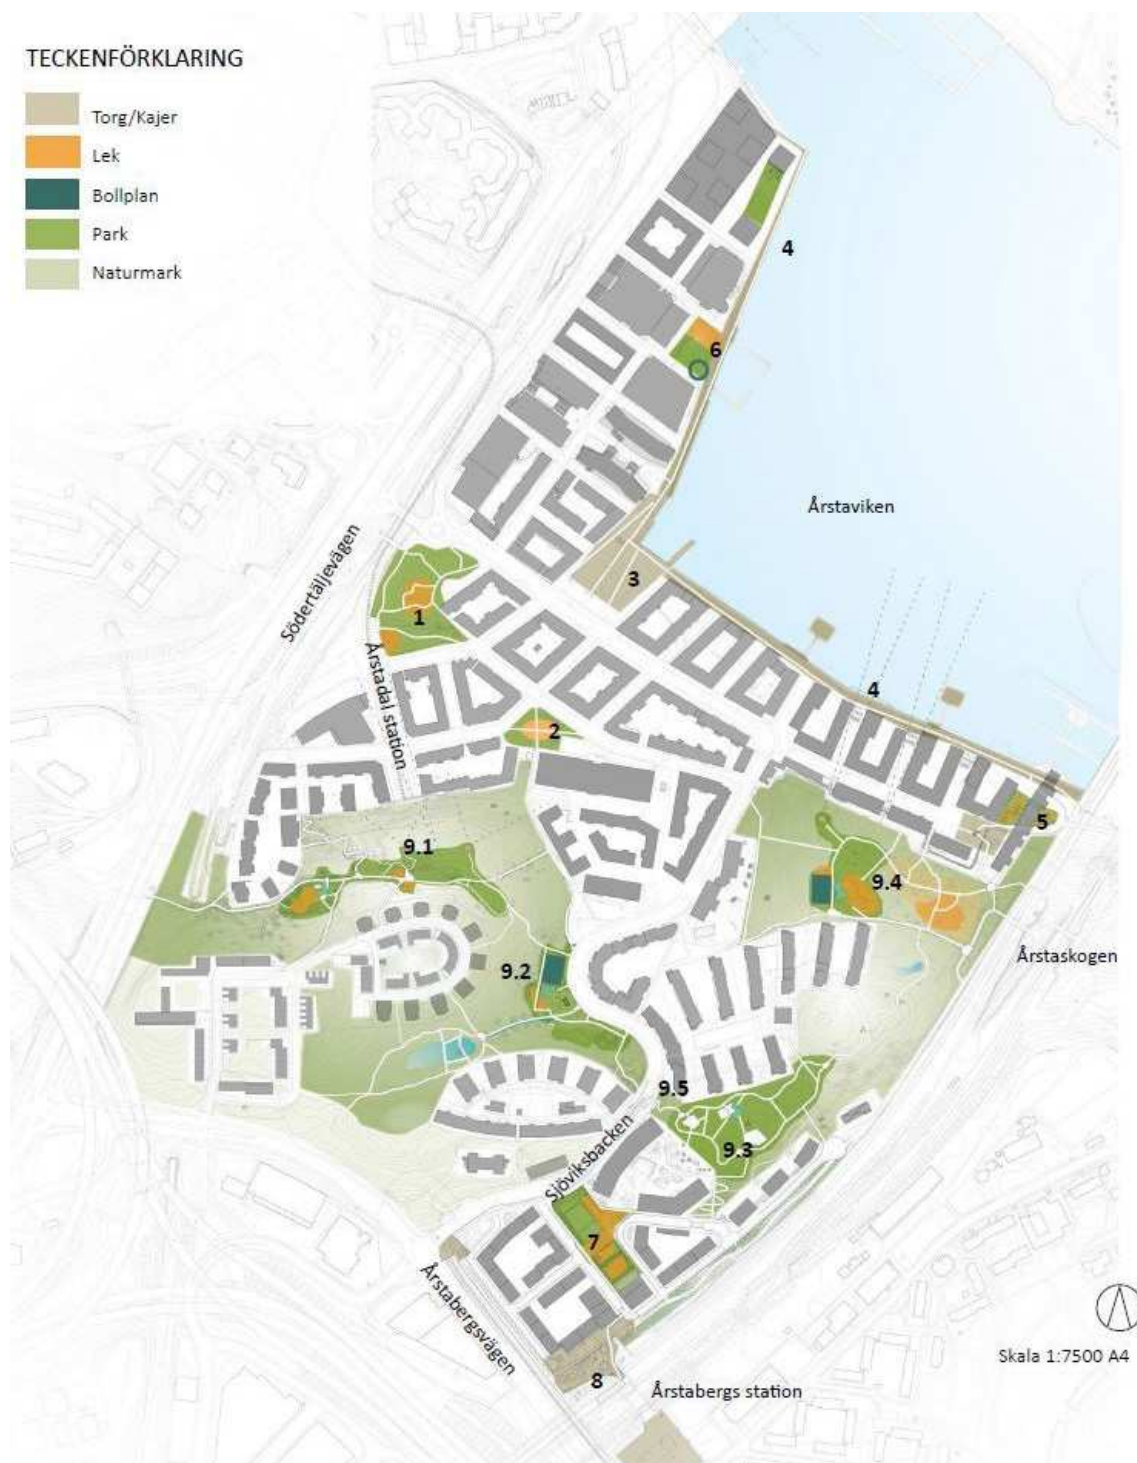 TECKENFÖRKLARING
Torg/Kajer
Lek
Bollplan
Park
Naturmark
4
6
Årstaviken
Södertäljevägen
3
1
Årstadal station
4
2
5
9.1
9.4
9.2
Årstaskogen
9.5
9.3
Sjöviksbacken
7
Årstabergsvägen
Skala 1:7500 A4
8
Årstabergs station